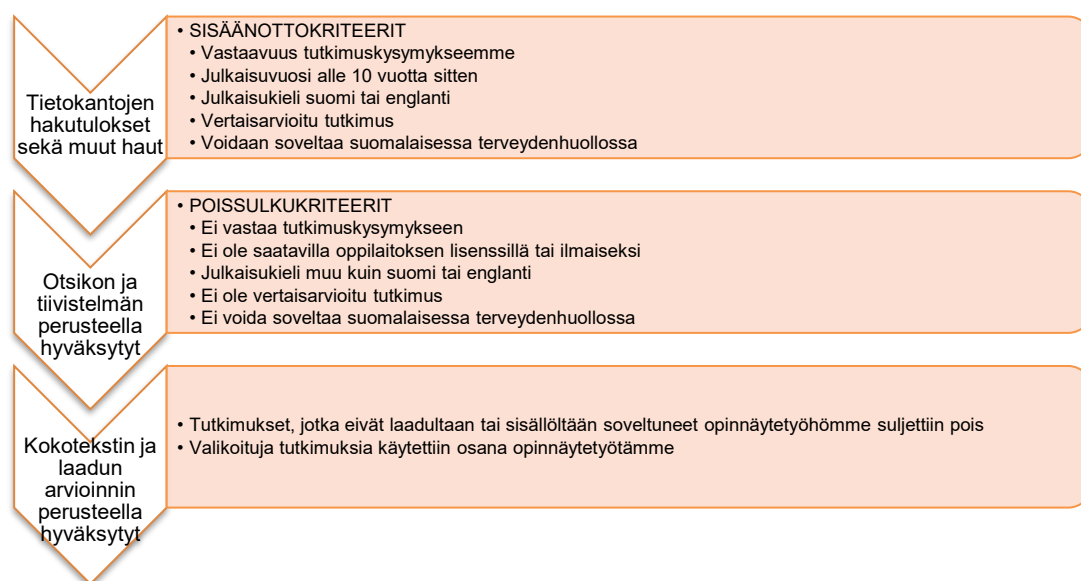 Tietokantojen
hakutulokset
sekä muut haut
• SISÄÄNOTTOKRITEERIT
• Vastaavuus tutkimuskysymykseemme
• Julkaisuvuosi alle 10 vuotta sitten
• Julkaisukieli suomi tai englanti
• Vertaisarvioitu tutkimus
• Voidaan soveltaa suomalaisessa terveydenhuollossa
Otsikon ja
tiivistelmän
perusteella
hyväksytyt
• POISSULKUKRITEERIT
• Ei vastaa tutkimuskysymykseen
• Ei ole saatavilla oppilaitoksen lisenssillä tai ilmaiseksi
• Julkaisukieli muu kuin suomi tai englanti
• Ei ole vertaisarvioitu tutkimus
• Ei voida soveltaa suomalaisessa terveydenhuollossa
Kokotekstin ja
laadun
arvioinnin
perusteella
hyväksytyt
• Tutkimukset, jotka eivät laadultaan tai sisällöltään soveltuneet opinnäytetyöhömme suljettiin pois
• Valikoituja tutkimuksia käytettiin osana opinnäytetyötämme